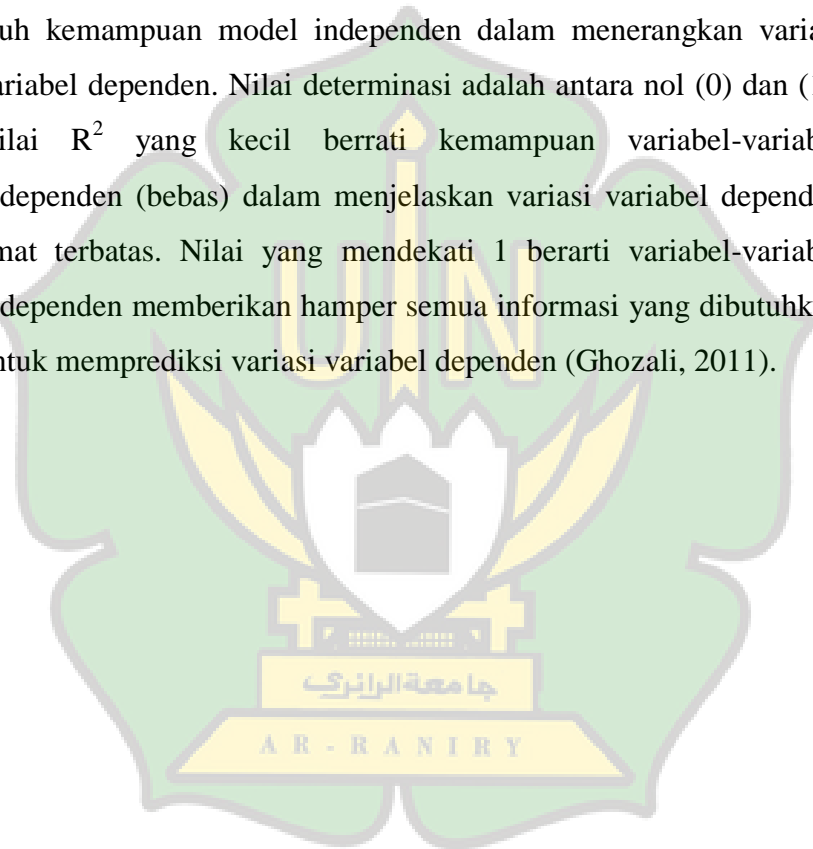 uh kemampuan model independen dalam menerangkan varia
ariabel dependen. Nilai determinasi adalah antara nol (0) dan (1
ilai R² yang kecil berrati kemampuan variabel-variab
dependen (bebas) dalam menjelaskan variasi variabel depend
mat terbatas. Nilai yang mendekati 1 berarti variabel-variab
dependen memberikan hamper semua informasi yang dibutuhk
ntuk memprediksi variasi variabel dependen (Ghozali, 2011).
UIN
جامعة الرانري
AR-RANIRY